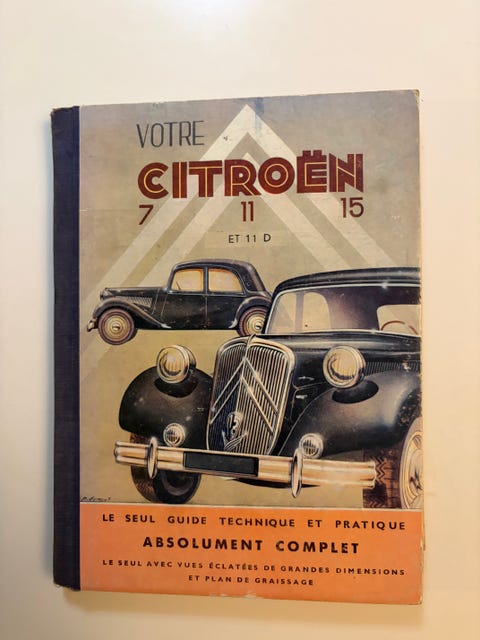 VOTRE
CITROËN
7 11 15
ET 11 D
LE SEUL GUIDE TECHNIQUE ET PRATIQUE
ABSOLUMENT COMPLET
LE SEUL AVEC VUES ÉCLATÉES DE GRANDES DIMENSIONS
ET PLAN DE GRAISSAGE